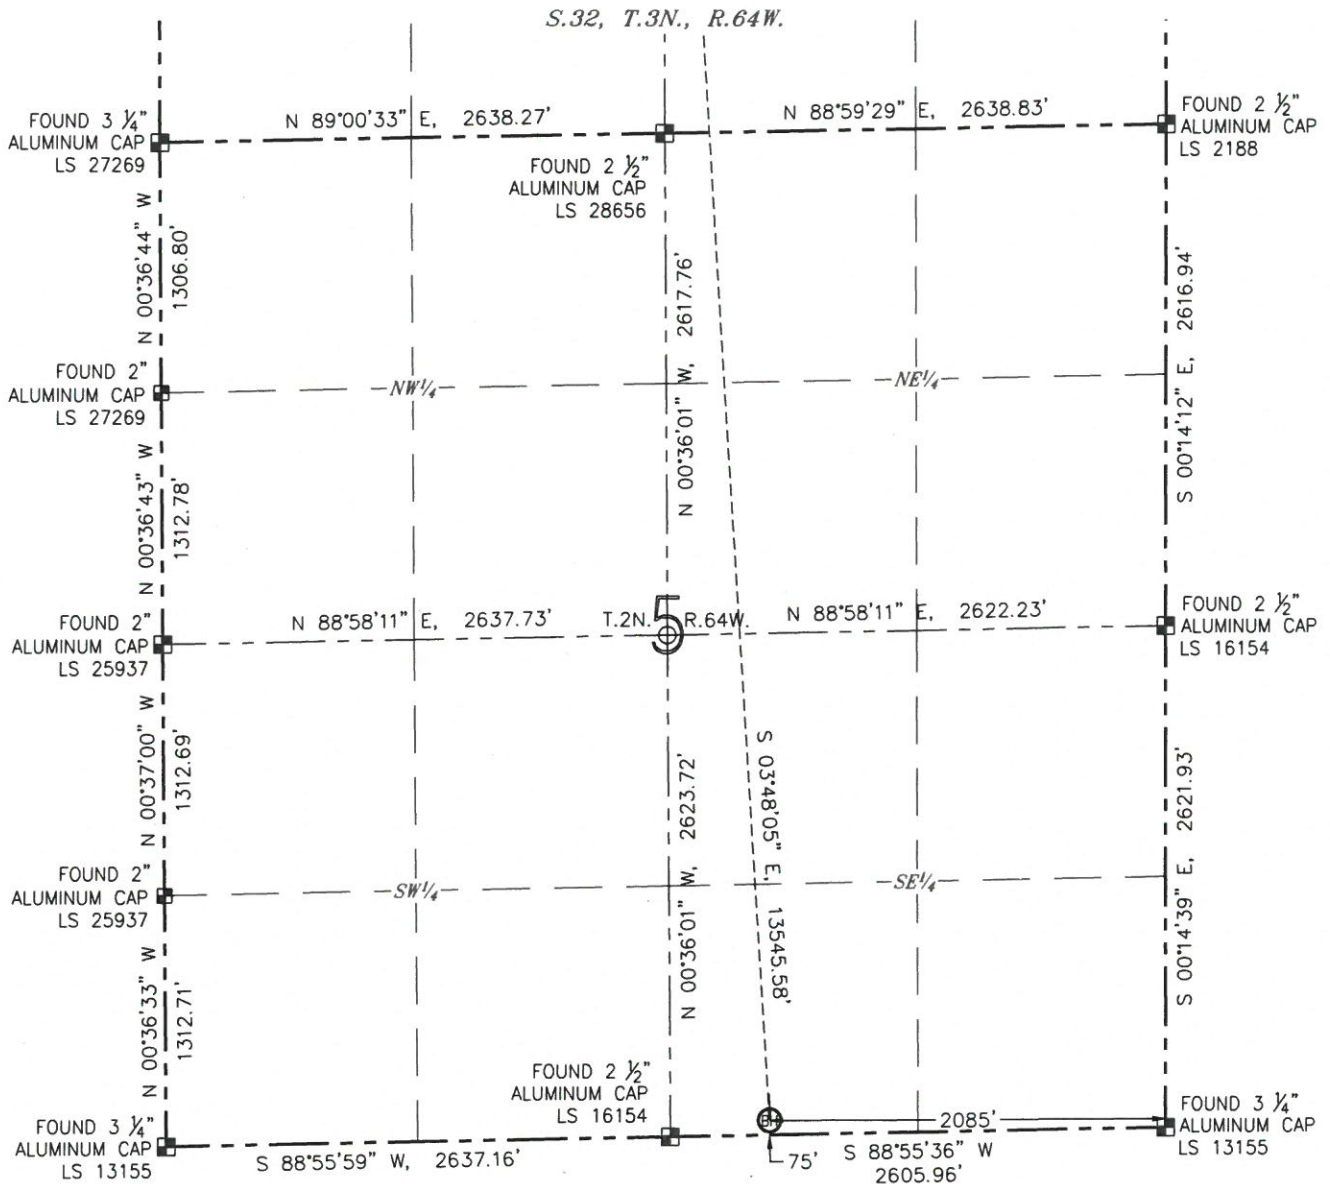 S.32, T.3N., R.64W.
FOUND 3 ¼"
ALUMINUM CAP
LS 27269
N 89°00'33" E, 2638.27'
N 88°59'29" E, 2638.83'
FOUND 2 ½"
ALUMINUM CAP
LS 2188
FOUND 2 ½"
ALUMINUM CAP
LS 28656
N 00°36'44" W
1306.80'
N 00°36'01" W, 2617.76'
S 00°14'12" E, 2616.94'
FOUND 2"
ALUMINUM CAP
LS 27269
NW¼
NE¼
N 00°36'43" W
1312.78'
FOUND 2"
ALUMINUM CAP
LS 25937
N 88°58'11" E, 2637.73'
T.2N. 5 R.64W.
N 88°58'11" E, 2622.23'
FOUND 2 ½"
ALUMINUM CAP
LS 16154
N 00°37'00" W
1312.69'
N 00°36'01" W, 2623.72'
S 03°48'05" E, 13545.58'
S 00°14'39" E, 2621.93'
FOUND 2"
ALUMINUM CAP
LS 25937
SW¼
SE¼
N 00°36'33" W
1312.71'
FOUND 2 ½"
ALUMINUM CAP
LS 16154
FOUND 3 ¼"
ALUMINUM CAP
LS 13155
S 88°55'59" W, 2637.16'
BH
2085'
75'
S 88°55'36" W
2605.96'
FOUND 3 ¼"
ALUMINUM CAP
LS 13155